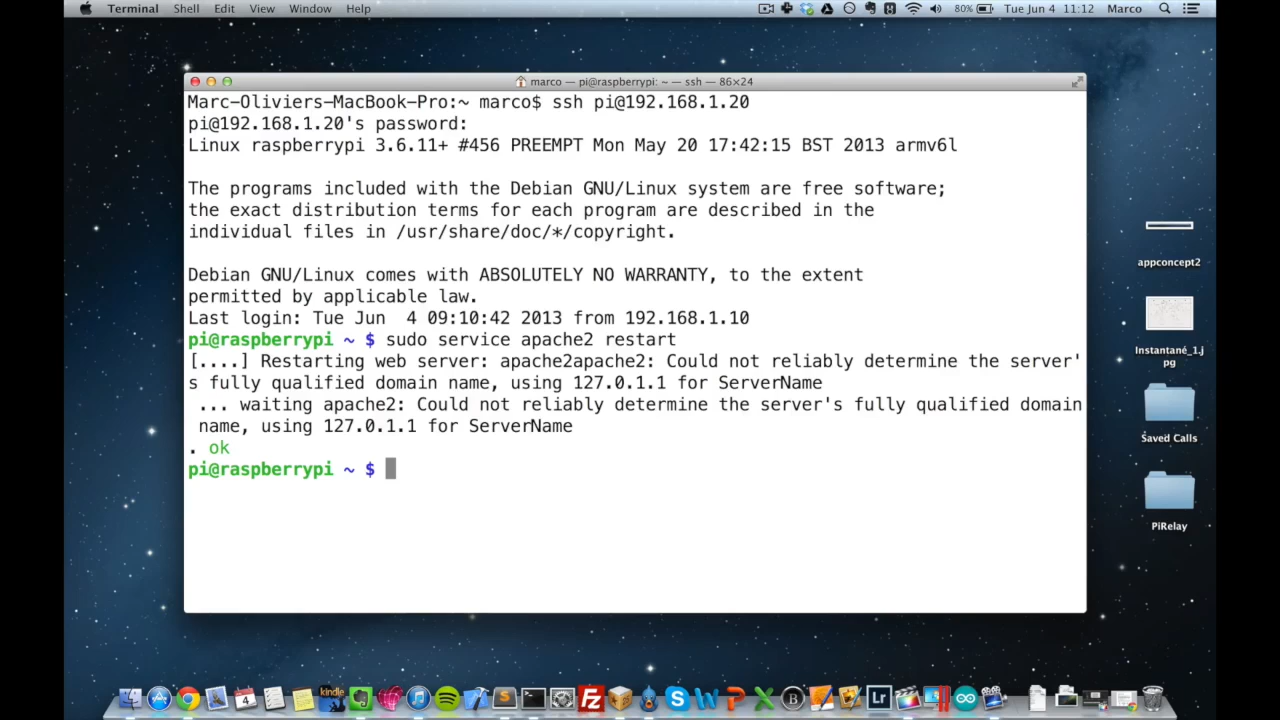 Terminal Shell Edit View Window Help 80% Tue Jun 4 11:12 Marco
marco — pi@raspberrypi: ~ — ssh — 86×24
Marc-Oliviers-MacBook-Pro:~ marco$ ssh pi@192.168.1.20
pi@192.168.1.20's password:
Linux raspberrypi 3.6.11+ #456 PREEMPT Mon May 20 17:42:15 BST 2013 armv6l
The programs included with the Debian GNU/Linux system are free software;
the exact distribution terms for each program are described in the
individual files in /usr/share/doc/*/copyright.
Debian GNU/Linux comes with ABSOLUTELY NO WARRANTY, to the extent
permitted by applicable law.
Last login: Tue Jun  4 09:10:42 2013 from 192.168.1.10
pi@raspberrypi ~ $ sudo service apache2 restart
[....] Restarting web server: apache2apache2: Could not reliably determine the server'
s fully qualified domain name, using 127.0.1.1 for ServerName
 ... waiting apache2: Could not reliably determine the server's fully qualified domain
 name, using 127.0.1.1 for ServerName
. ok
pi@raspberrypi ~ $
appconcept2
Instantané_1.j
pg
Saved Calls
PiRelay
4 kindle Fz S W P X B Lr